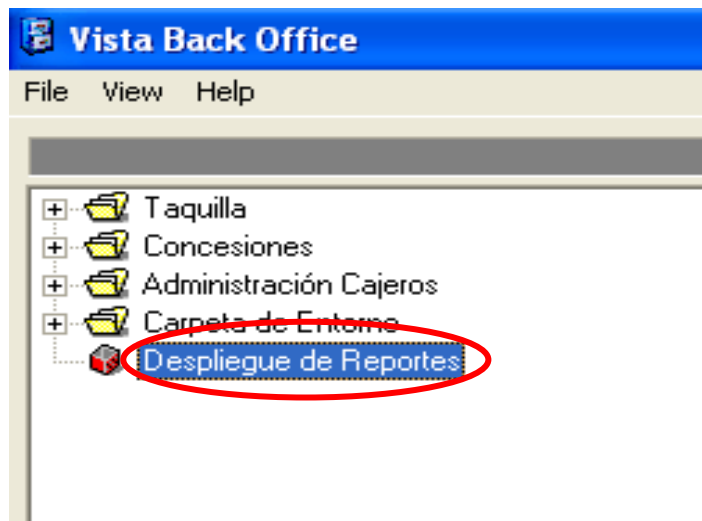 Vista Back Office
File View Help
Taquilla
Concesiones
Administración Cajeros
Carpeta de Entorno
Despliegue de Reportes